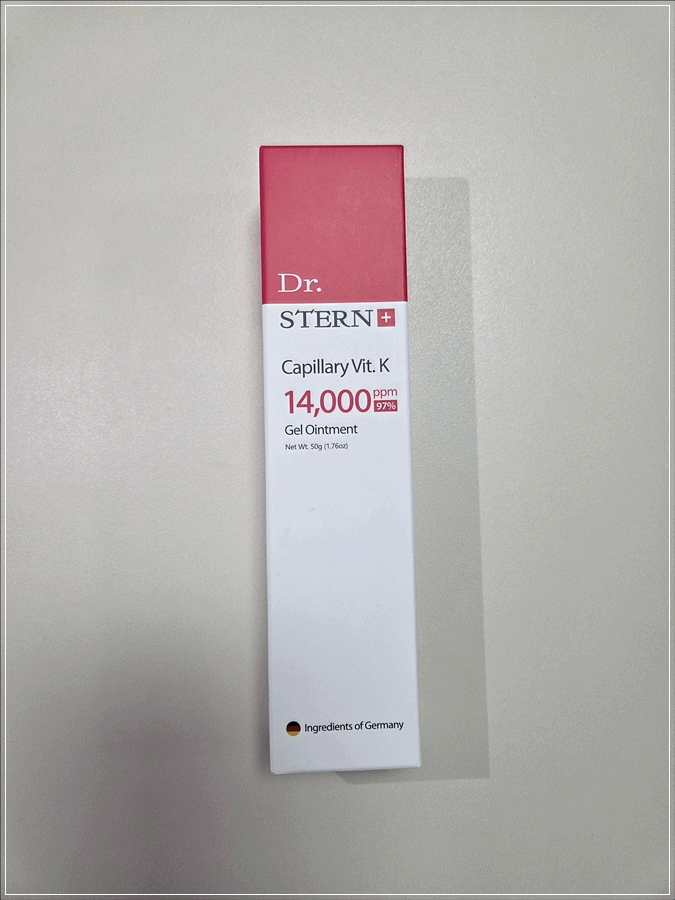 Dr.
STERN+
Capillary Vit. K
14,000 ppm
97%
Gel Ointment
Net Wt. 50g (1.76oz)
Ingredients of Germany